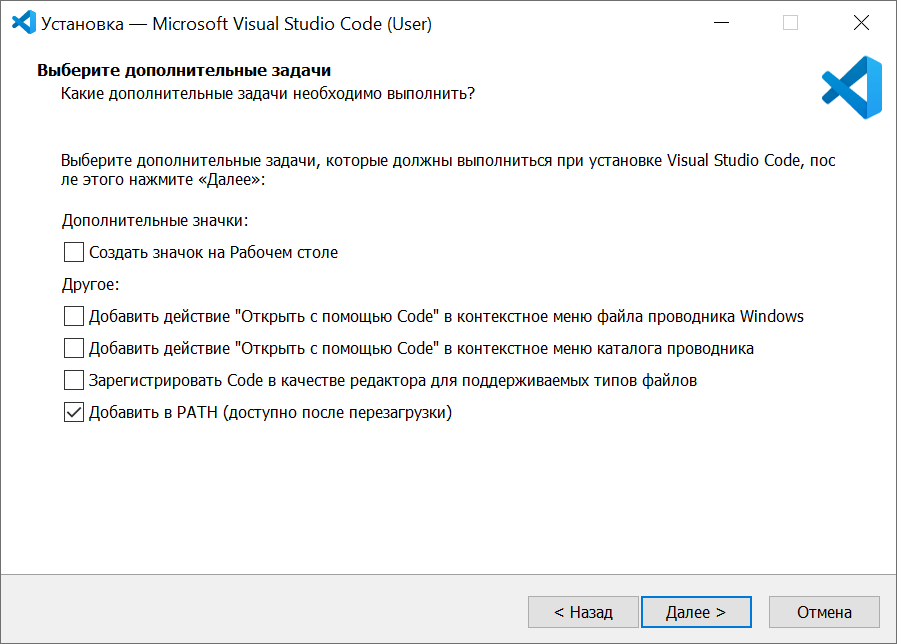 Установка — Microsoft Visual Studio Code (User)
Выберите дополнительные задачи
Какие дополнительные задачи необходимо выполнить?
Выберите дополнительные задачи, которые должны выполниться при установке Visual Studio Code, пос
ле этого нажмите «Далее»:
Дополнительные значки:
Создать значок на Рабочем столе
Другое:
Добавить действие "Открыть с помощью Code" в контекстное меню файла проводника Windows
Добавить действие "Открыть с помощью Code" в контекстное меню каталога проводника
Зарегистрировать Code в качестве редактора для поддерживаемых типов файлов
Добавить в PATH (доступно после перезагрузки)
< Назад Далее > Отмена